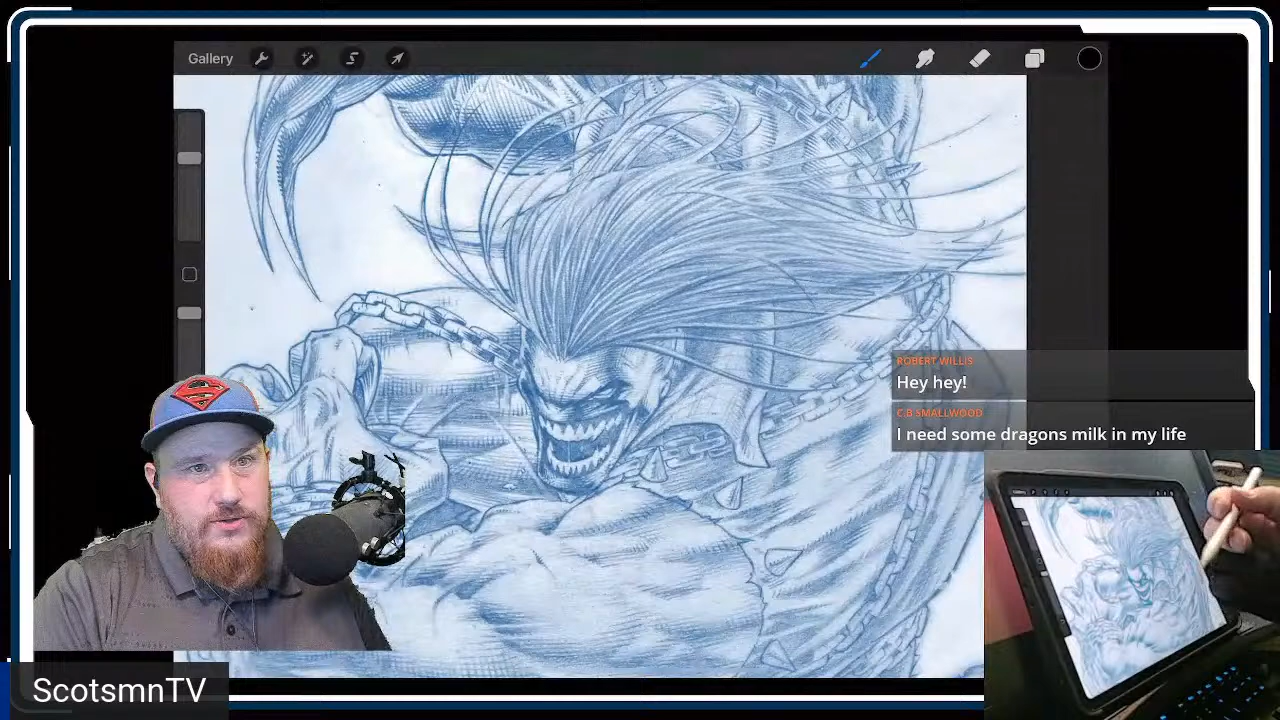 Gallery
ROBERT WILLIS
Hey hey!
C.B SMALLWOOD
I need some dragons milk in my life
ScotsmnTV